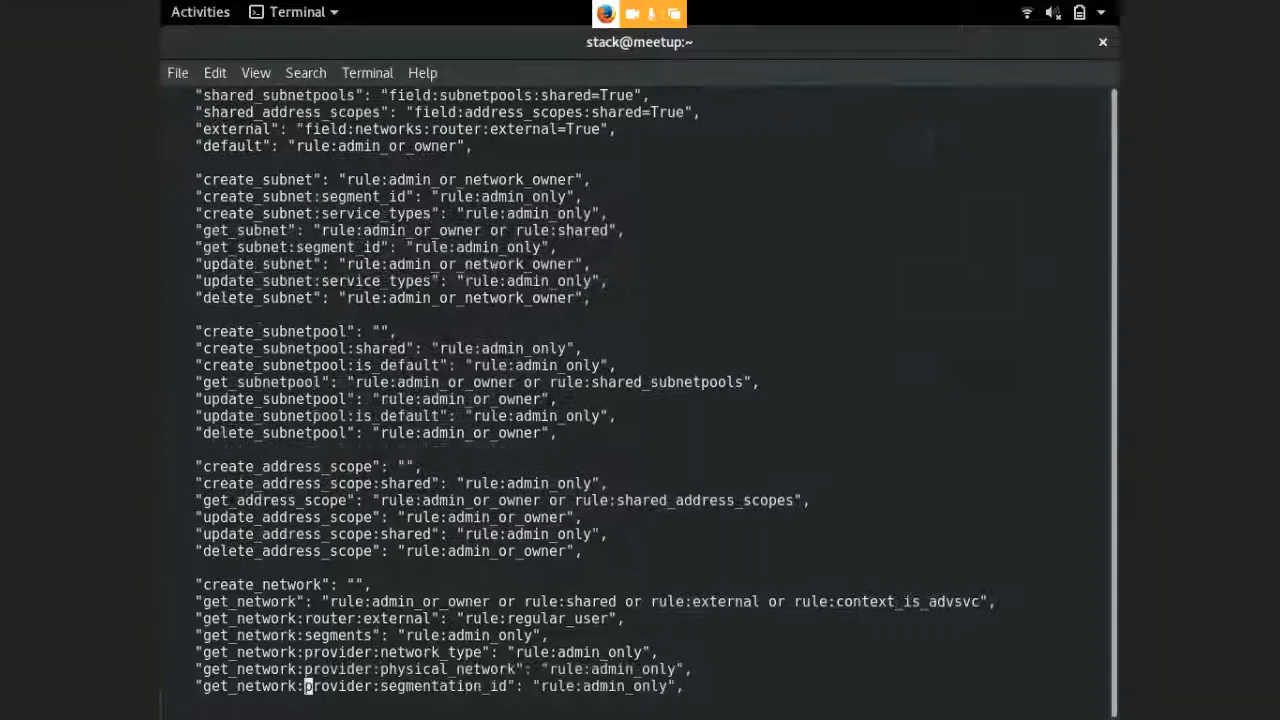 Activities Terminal
stack@meetup:~
File Edit View Search Terminal Help
"shared_subnetpools": "field:subnetpools:shared=True",
"shared_address_scopes": "field:address_scopes:shared=True",
"external": "field:networks:router:external=True",
"default": "rule:admin_or_owner",
"create_subnet": "rule:admin_or_network_owner",
"create_subnet:segment_id": "rule:admin_only",
"create_subnet:service_types": "rule:admin_only",
"get_subnet": "rule:admin_or_owner or rule:shared",
"get_subnet:segment_id": "rule:admin_only",
"update_subnet": "rule:admin_or_network_owner",
"update_subnet:service_types": "rule:admin_only",
"delete_subnet": "rule:admin_or_network_owner",
"create_subnetpool": "",
"create_subnetpool:shared": "rule:admin_only",
"create_subnetpool:is_default": "rule:admin_only",
"get_subnetpool": "rule:admin_or_owner or rule:shared_subnetpools",
"update_subnetpool": "rule:admin_or_owner",
"update_subnetpool:is_default": "rule:admin_only",
"delete_subnetpool": "rule:admin_or_owner",
"create_address_scope": "",
"create_address_scope:shared": "rule:admin_only",
"get_address_scope": "rule:admin_or_owner or rule:shared_address_scopes",
"update_address_scope": "rule:admin_or_owner",
"update_address_scope:shared": "rule:admin_only",
"delete_address_scope": "rule:admin_or_owner",
"create_network": "",
"get_network": "rule:admin_or_owner or rule:shared or rule:external or rule:context_is_advsvc",
"get_network:router:external": "rule:regular_user",
"get_network:segments": "rule:admin_only",
"get_network:provider:network_type": "rule:admin_only",
"get_network:provider:physical_network": "rule:admin_only",
"get_network:provider:segmentation_id": "rule:admin_only",